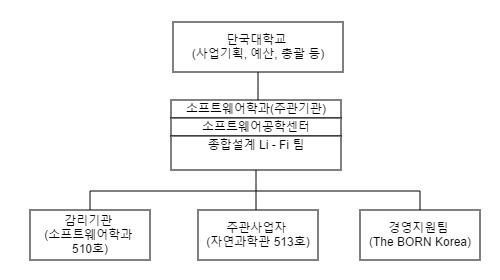 단국대학교
(사업기획, 예산, 총괄 등)
소프트웨어학과(주관기관)
소프트웨어공학센터
종합설계 Li - Fi 팀
감리기관
(소프트웨어학과
510호)
주관사업자
(자연과학관 513호)
경영지원팀
(The BORN Korea)